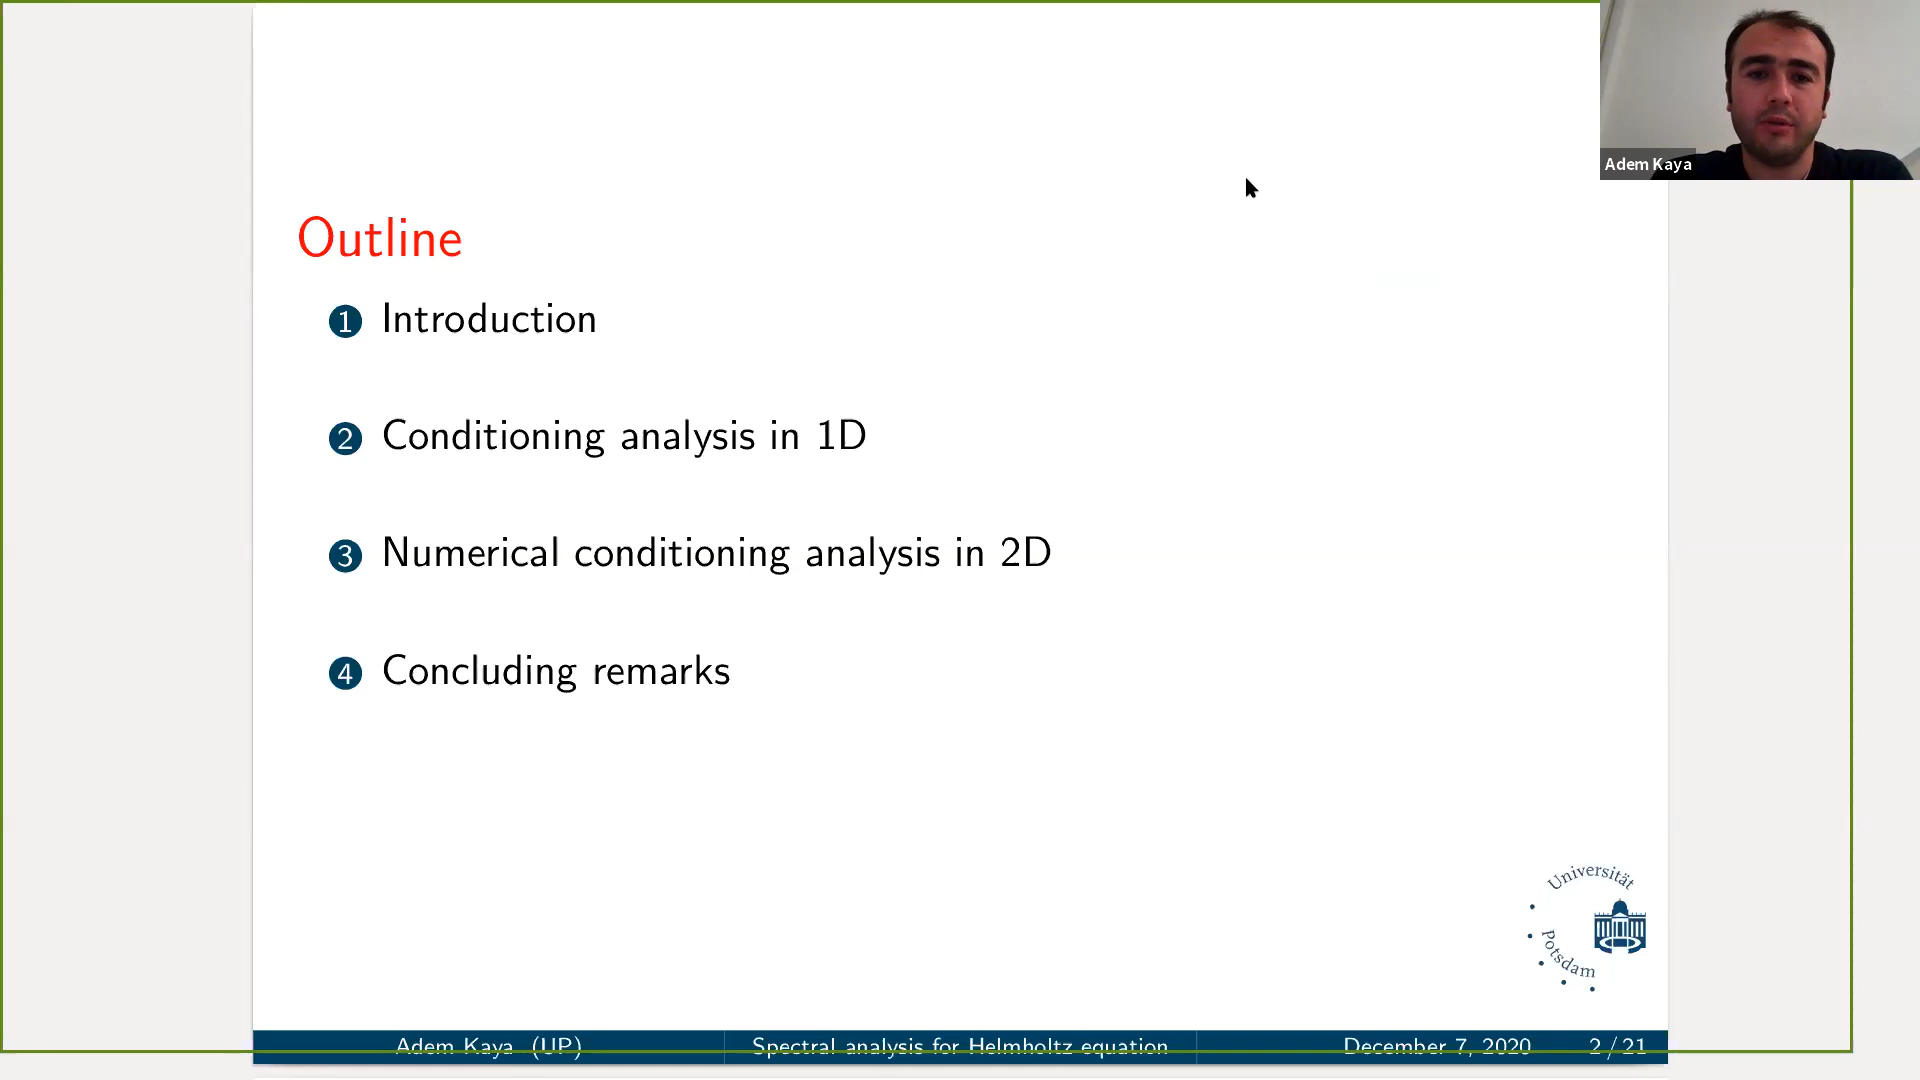 Adem Kaya
Outline
1 Introduction
2 Conditioning analysis in 1D
3 Numerical conditioning analysis in 2D
4 Concluding remarks
Universität
Potsdam
Adem Kaya (UP) Spectral analysis for Helmholtz equation December 7, 2020 2 / 21